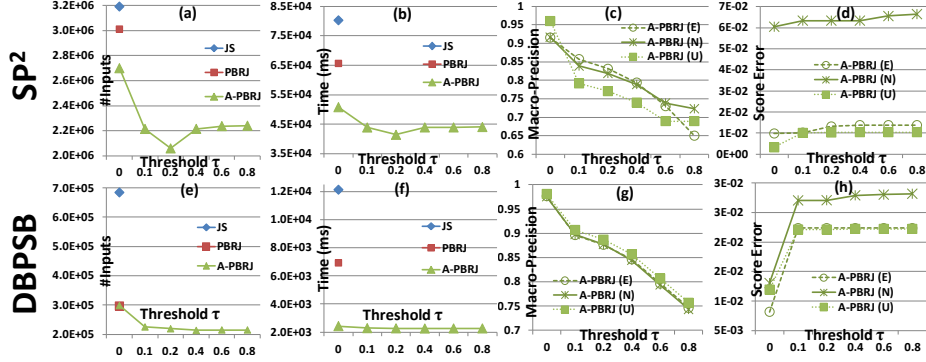 SP²
(a)
#Inputs
3.2E+06
3.0E+06
2.8E+06
2.6E+06
2.4E+06
2.2E+06
2.0E+06
JS
PBRJ
A-PBRJ
Threshold τ
0 0.1 0.2 0.4 0.6 0.8
(b)
Time (ms)
8.5E+04
7.5E+04
6.5E+04
5.5E+04
4.5E+04
3.5E+04
JS
PBRJ
A-PBRJ
Threshold τ
0 0.1 0.2 0.4 0.6 0.8
(c)
Macro-Precision
1
0.95
0.9
0.85
0.8
0.75
0.7
0.65
0.6
A-PBRJ (E)
A-PBRJ (N)
A-PBRJ (U)
Threshold τ
0 0.1 0.2 0.4 0.6 0.8
(d)
Score Error
7E-02
6E-02
5E-02
4E-02
3E-02
2E-02
1E-02
0E+00
A-PBRJ (E)
A-PBRJ (N)
A-PBRJ (U)
Threshold τ
0 0.1 0.2 0.4 0.6 0.8
DBPSB
(e)
#Inputs
7.0E+05
6.0E+05
5.0E+05
4.0E+05
3.0E+05
2.0E+05
JS
PBRJ
A-PBRJ
Threshold τ
0 0.1 0.2 0.4 0.6 0.8
(f)
Time (ms)
1.2E+04
1.0E+04
8.0E+03
6.0E+03
4.0E+03
2.0E+03
JS
PBRJ
A-PBRJ
Threshold τ
0 0.1 0.2 0.4 0.6 0.8
(g)
Macro-Precision
1
0.95
0.9
0.85
0.8
0.75
0.7
A-PBRJ (E)
A-PBRJ (N)
A-PBRJ (U)
Threshold τ
0 0.1 0.2 0.4 0.6 0.8
(h)
Score Error
3E-02
3E-02
2E-02
2E-02
1E-02
5E-03
A-PBRJ (E)
A-PBRJ (N)
A-PBRJ (U)
Threshold τ
0 0.1 0.2 0.4 0.6 0.8